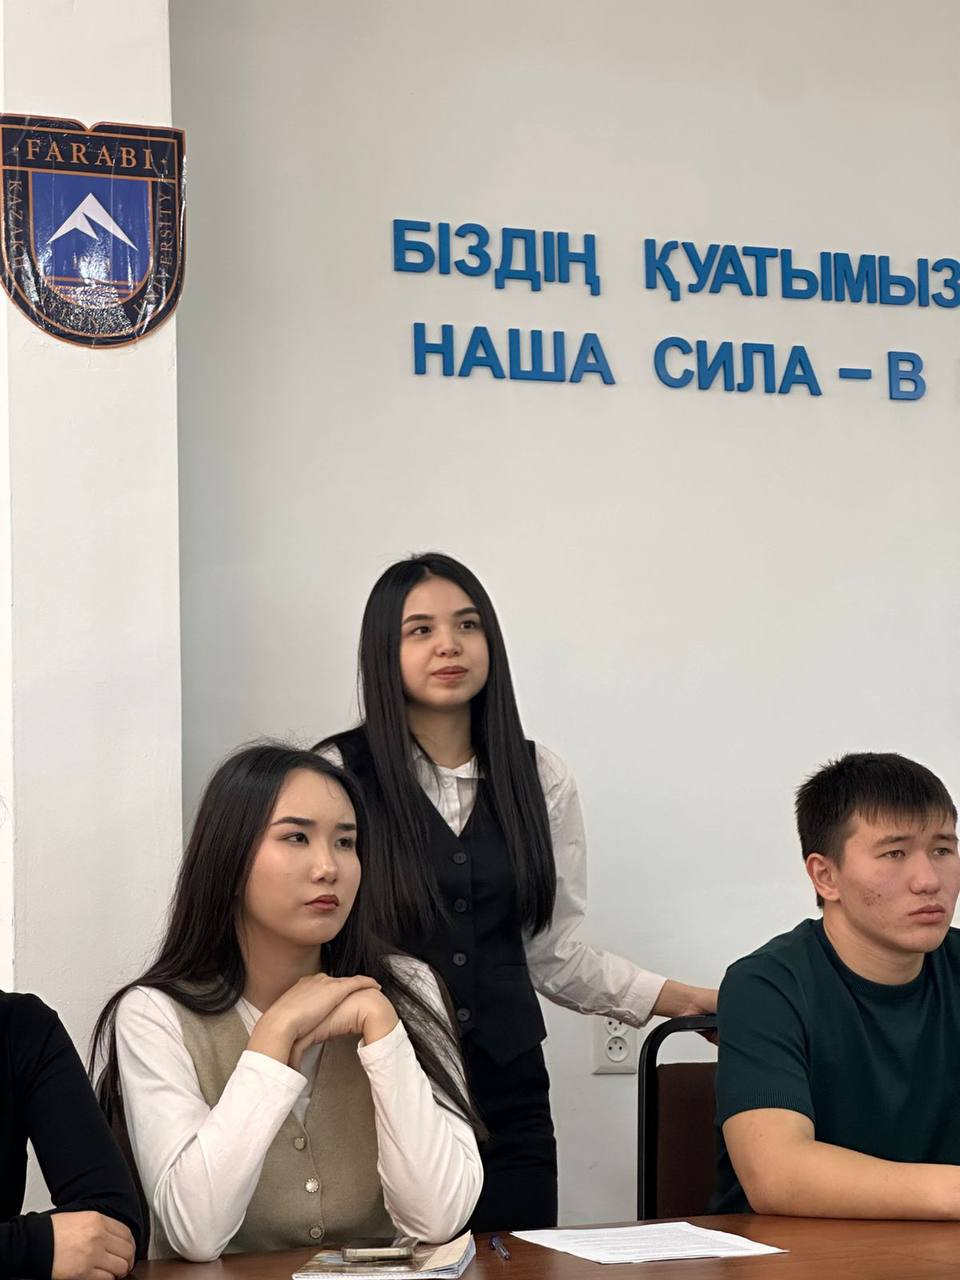 FARABI
KAZAKH
UNIVERSITY
БІЗДІҢ ҚУАТЫМЫЗ
НАША СИЛА – В